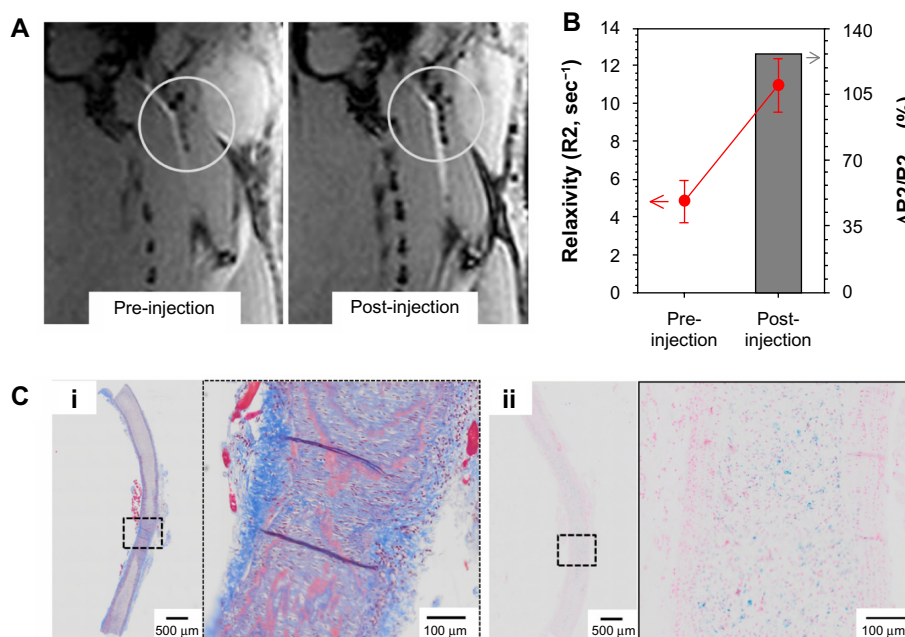 A
Pre-injection
Post-injection
B
Relaxivity (R2, sec⁻¹)
14
12
10
8
6
4
2
0
140
105
70
35
0
(%)
Pre-
injection
Post-
injection
C
i
500 μm
100 μm
ii
500 μm
100 μm